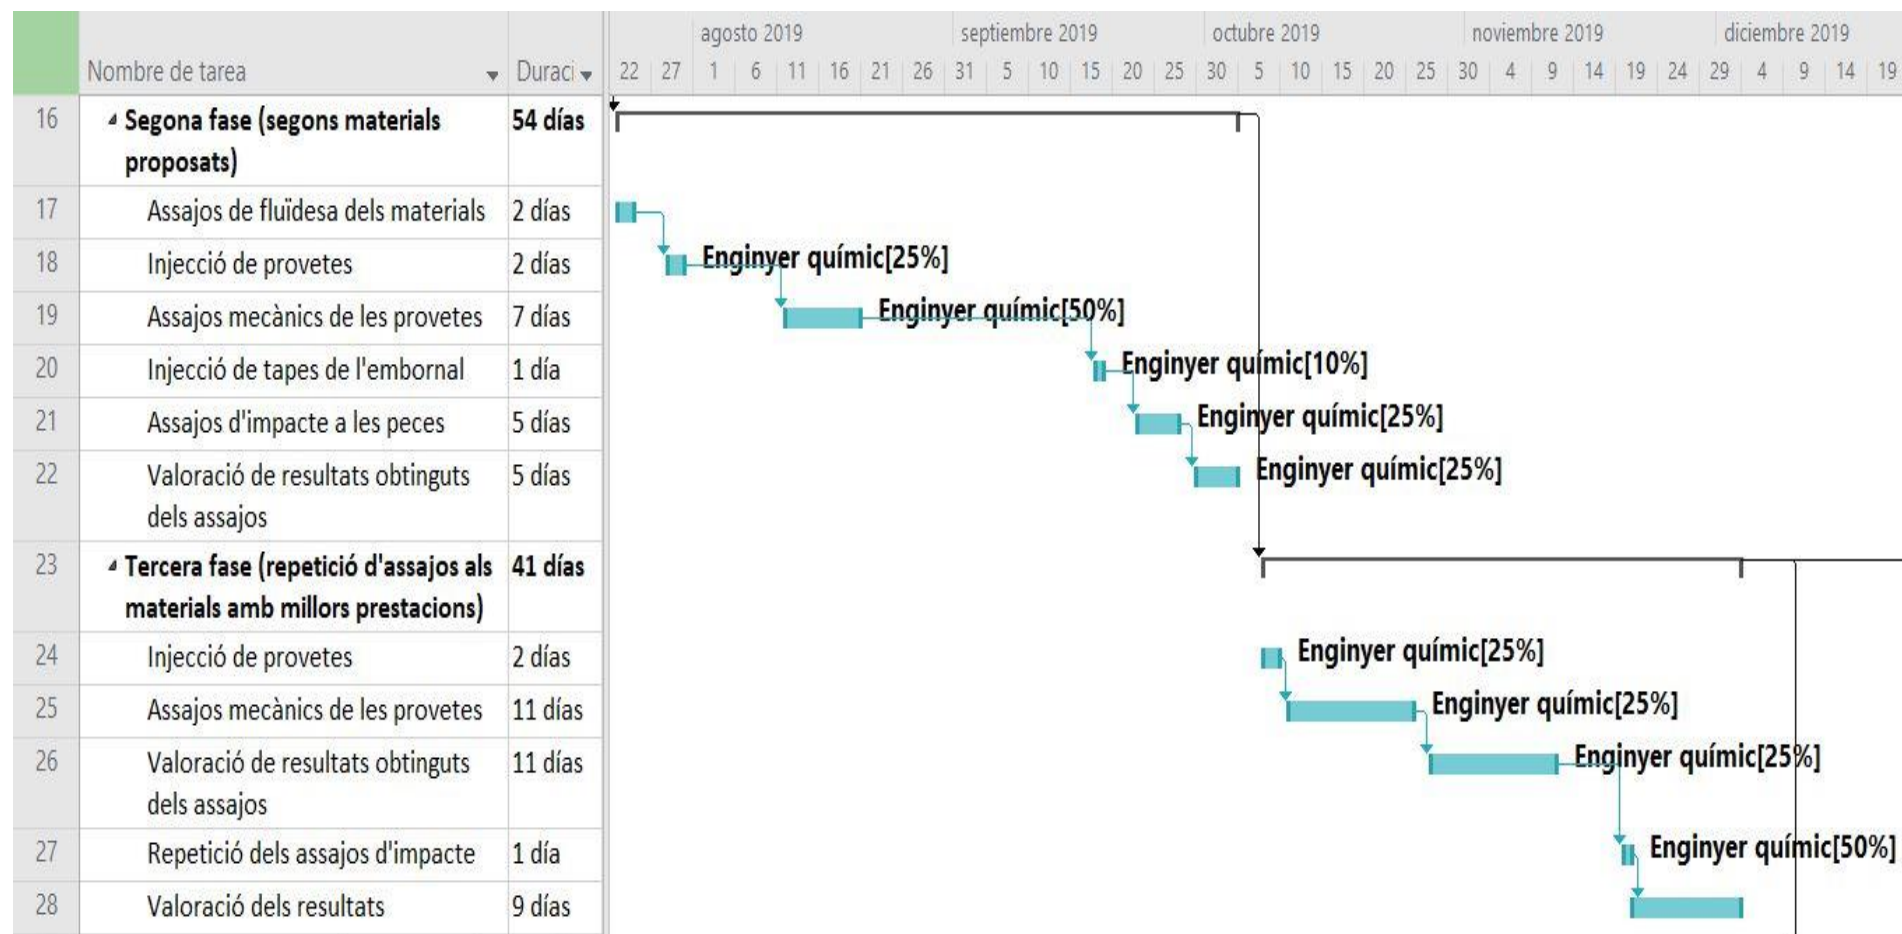 agosto 2019 septiembre 2019 octubre 2019 noviembre 2019 diciembre 2019
Nombre de tarea Duraci 22 27 1 6 11 16 21 26 31 5 10 15 20 25 30 5 10 15 20 25 30 4 9 14 19 24 29 4 9 14 19
16 Segona fase (segons materials 54 días
proposats)
17 Assajos de fluïdesa dels materials 2 días
18 Injecció de provetes 2 días Enginyer químic[25%]
19 Assajos mecànics de les provetes 7 días Enginyer químic[50%]
20 Injecció de tapes de l'embornal 1 día Enginyer químic[10%]
21 Assajos d'impacte a les peces 5 días Enginyer químic[25%]
22 Valoració de resultats obtinguts 5 días Enginyer químic[25%]
dels assajos
23 Tercera fase (repetició d'assajos als 41 días
materials amb millors prestacions)
24 Injecció de provetes 2 días Enginyer químic[25%]
25 Assajos mecànics de les provetes 11 días Enginyer químic[25%]
26 Valoració de resultats obtinguts 11 días Enginyer químic[25%]
dels assajos
27 Repetició dels assajos d'impacte 1 día Enginyer químic[50%]
28 Valoració dels resultats 9 días